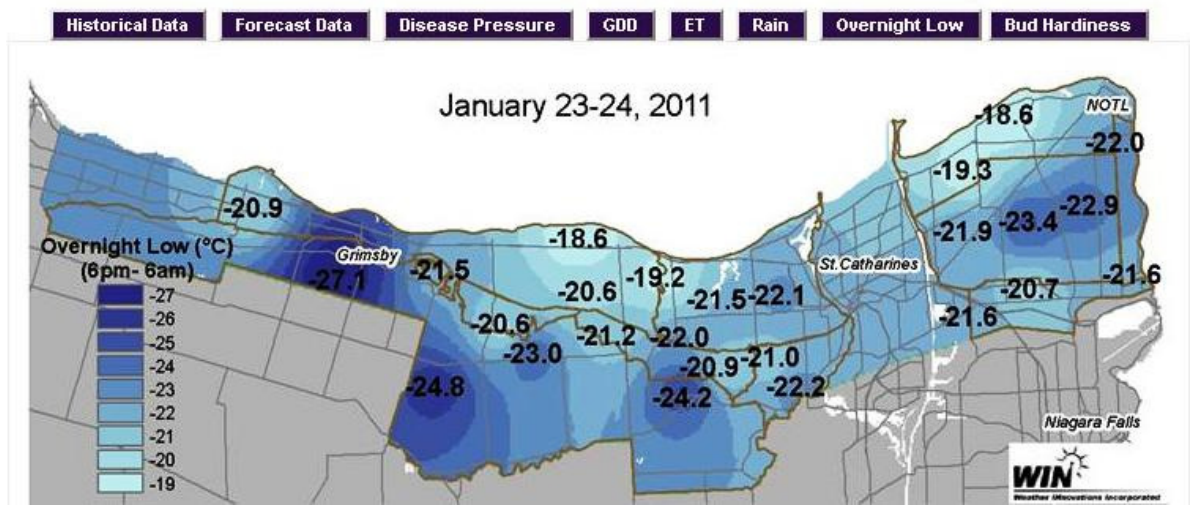 Historical Data
Forecast Data
Disease Pressure
GDD
ET
Rain
Overnight Low
Bud Hardiness
January 23-24, 2011
-18.6
NOTL
-22.0
-19.3
-20.9
-22.9
-23.4
-21.9
-18.6
Overnight Low (°C)
(6pm- 6am)
Grimsby
-27.1
-21.5
-19.2
St.Catharines
-21.6
-20.6
-21.5
-22.1
-20.7
-27
-26
-25
-24
-23
-22
-21
-20
-19
-20.6
-21.2
-22.0
-21.6
-23.0
-20.9
-21.0
-24.8
-24.2
-22.2
Niagara Falls
WIN
Weather INnovations Incorporated